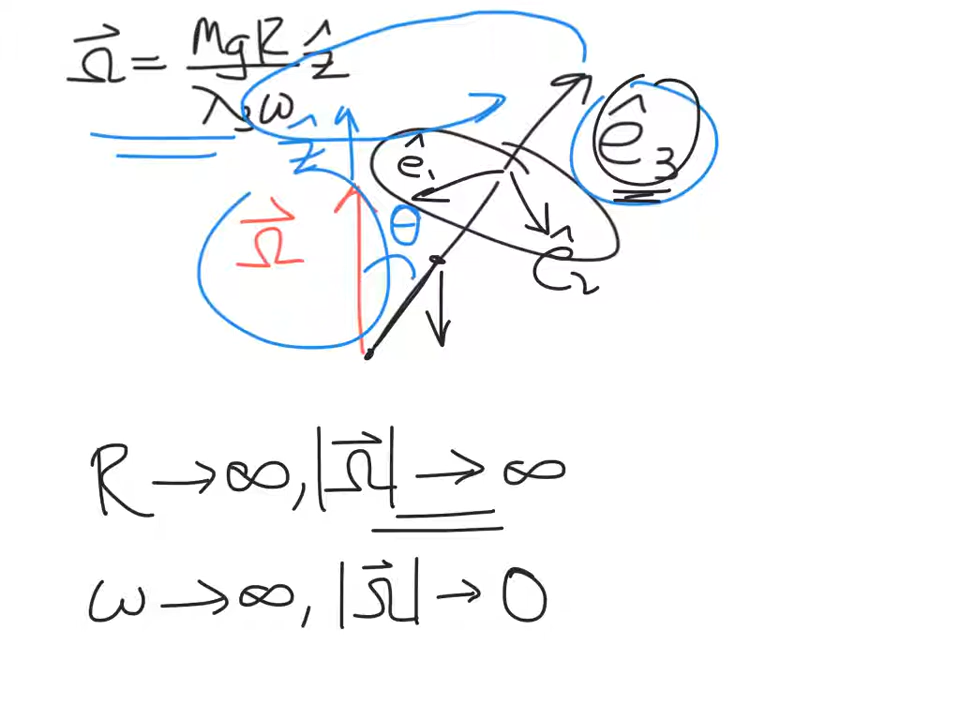 Ω⃗ = MgR/λ₃ω ẑ
ẑ
ê₁
ê₃
Ω⃗
θ
ê₂
R → ∞, |Ω⃗| → ∞
ω → ∞, |Ω⃗| → 0